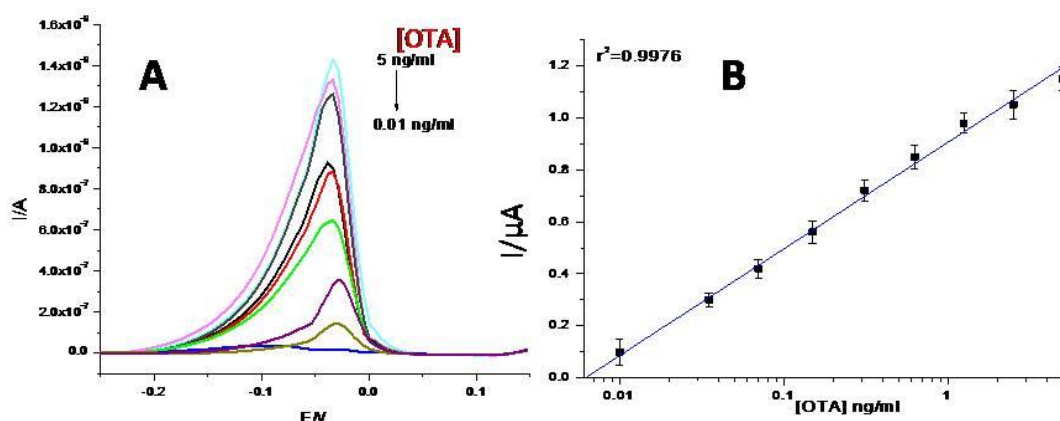 A
[OTA]
5 ng/ml
0.01 ng/ml
1.6x10⁻⁶
1.4x10⁻⁶
1.2x10⁻⁶
1.0x10⁻⁶
8.0x10⁻⁷
6.0x10⁻⁷
4.0x10⁻⁷
2.0x10⁻⁷
0.0
I/A
-0.2
-0.1
0.0
0.1
E/V
B
r²=0.9976
1.2
1.0
0.8
0.6
0.4
0.2
0.0
I/µA
0.01
0.1
1
[OTA] ng/ml